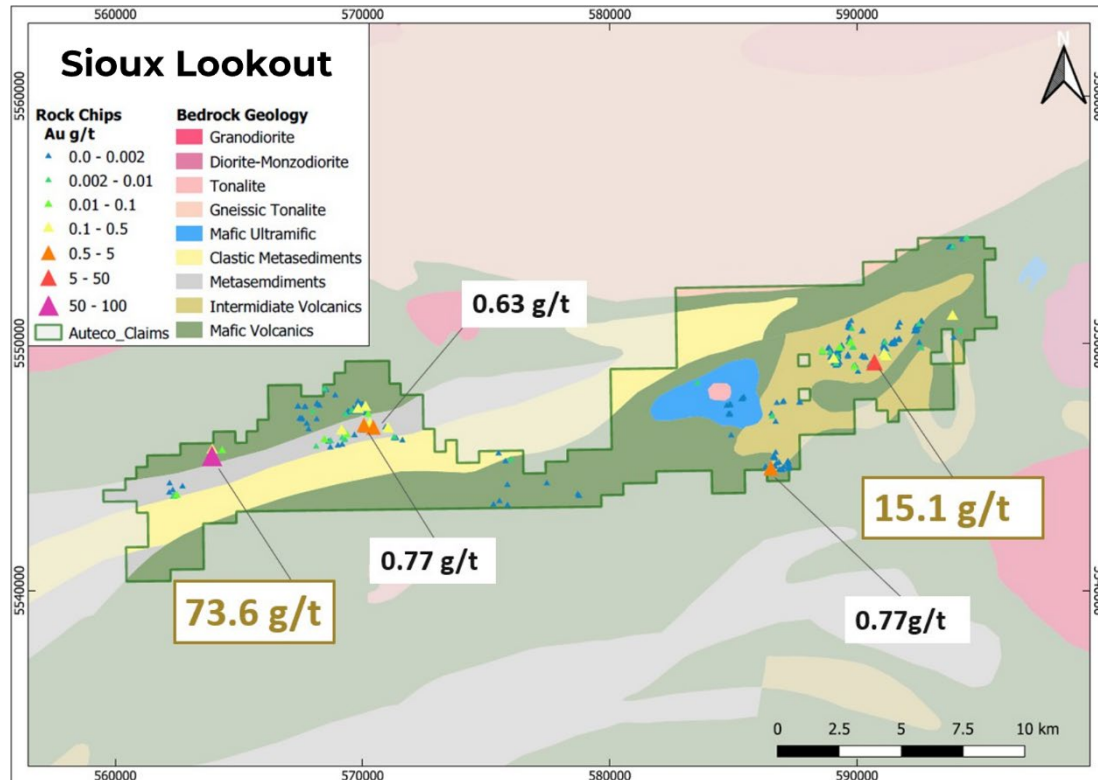 560000 570000 580000 590000
Sioux Lookout
N
Rock Chips
Au g/t
0.0 - 0.002
0.002 - 0.01
0.01 - 0.1
0.1 - 0.5
0.5 - 5
5 - 50
50 - 100
Auteco_Claims
Bedrock Geology
Granodiorite
Diorite-Monzodiorite
Tonalite
Gneissic Tonalite
Mafic Ultramific
Clastic Metasediments
Metasemdiments
Intermidiate Volcanics
Mafic Volcanics
5560000
5560000
5550000
5550000
5540000
5540000
0.63 g/t
0.77 g/t
73.6 g/t
15.1 g/t
0.77g/t
0 2.5 5 7.5 10 km
560000 570000 580000 590000